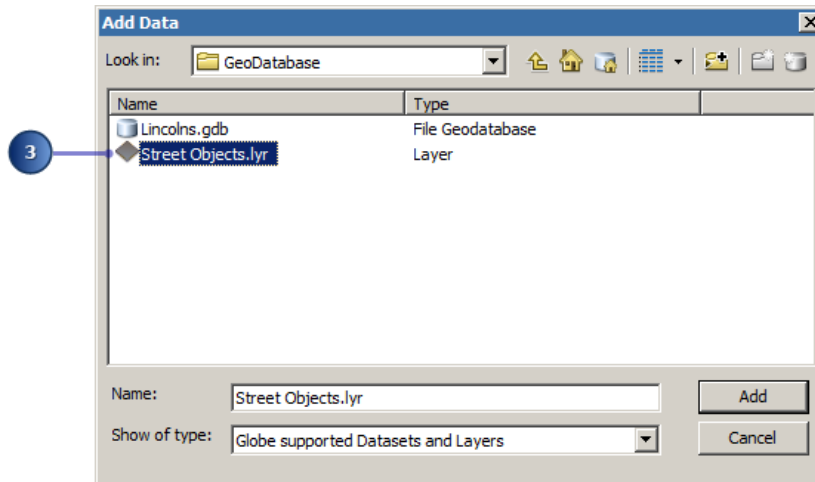 Add Data
Look in: GeoDatabase
Name Type
Lincolns.gdb File Geodatabase
3 Street Objects.lyr Layer
Name: Street Objects.lyr Add
Show of type: Globe supported Datasets and Layers Cancel